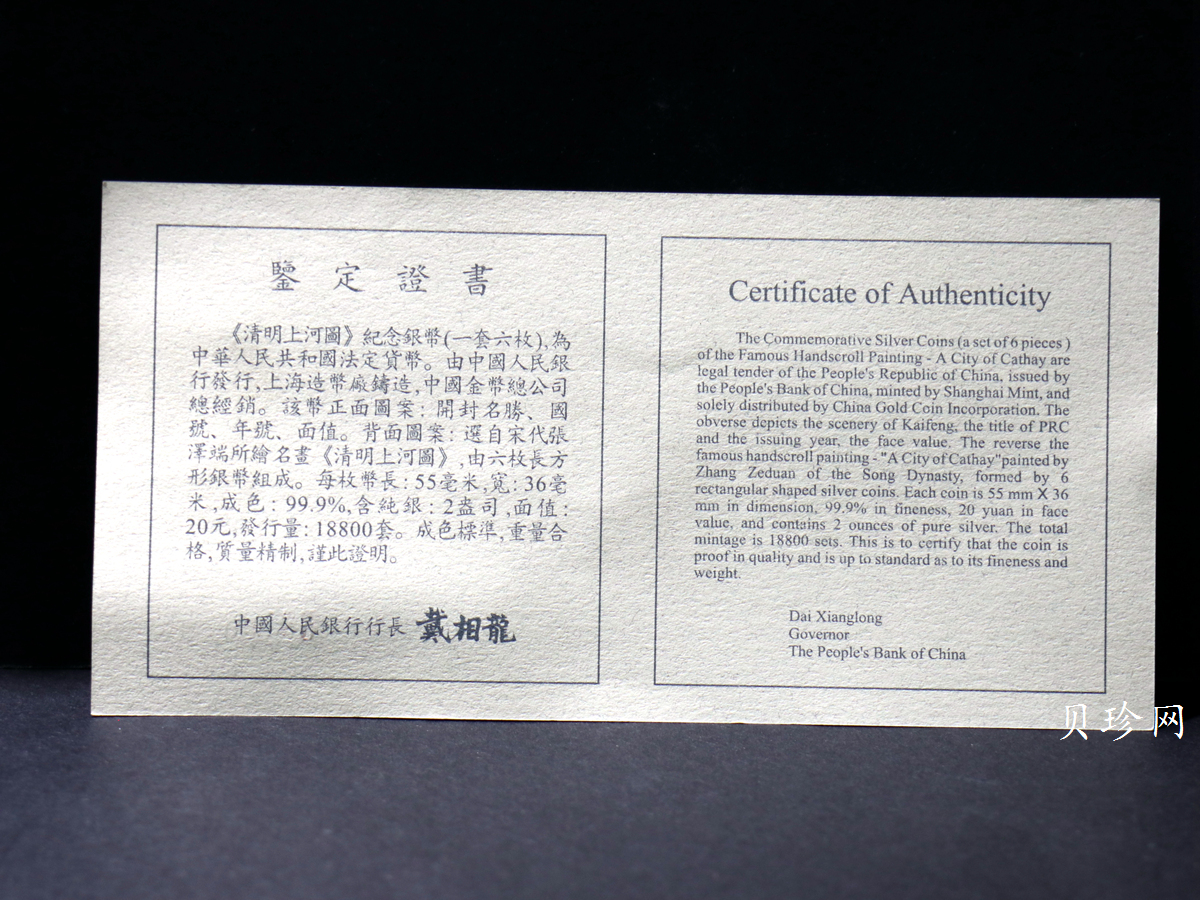 鑒定證書
《清明上河圖》紀念銀幣(一套六枚),為
中華人民共和國法定貨幣。由中國人民銀
行發行,上海造幣廠鑄造,中國金幣總公司
總經銷。該幣正面圖案:開封名勝、國
號、年號、面值。背面圖案:選自宋代張
澤端所繪名畫《清明上河圖》,由六枚長方
形銀幣組成。每枚幣長:55毫米,寬:36毫
米,成色:99.9%,含純銀:2盎司,面值:
20元,發行量:18800套。成色標準,重量合
格,質量精制,謹此證明。
中國人民銀行行長 戴相龍
Certificate of Authenticity
The Commemorative Silver Coins (a set of 6 pieces )
of the Famous Handscroll Painting - A City of Cathay are
legal tender of the People's Republic of China, issued by
the People's Bank of China, minted by Shanghai Mint, and
solely distributed by China Gold Coin Incorporation. The
obverse depicts the scenery of Kaifeng, the title of PRC
and the issuing year, the face value. The reverse the
famous handscroll painting - "A City of Cathay"painted by
Zhang Zeduan of the Song Dynasty, formed by 6
rectangular shaped silver coins. Each coin is 55 mm X 36
mm in dimension, 99.9% in fineness, 20 yuan in face
value, and contains 2 ounces of pure silver. The total
mintage is 18800 sets. This is to certify that the coin is
proof in quality and is up to standard as to its fineness and
weight.
Dai Xianglong
Governor
The People's Bank of China
贝珍网